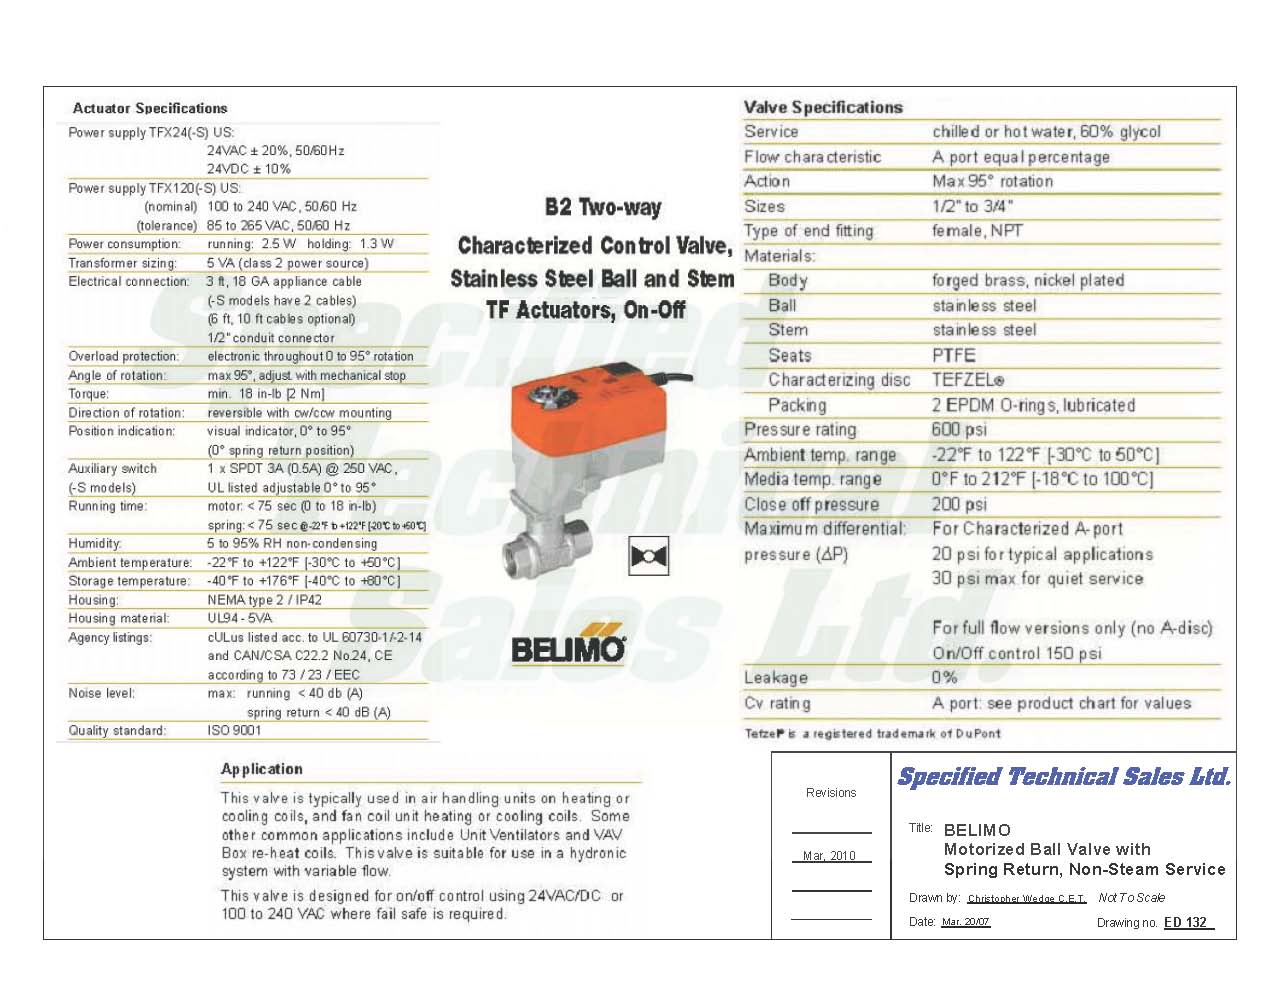 Actuator Specifications
Power supply TFX24(-S) US:
24VAC ± 20%, 50/60Hz
24VDC ± 10%
Power supply TFX120(-S) US:
(nominal) 100 to 240 VAC, 50/60 Hz
(tolerance) 85 to 265 VAC, 50/60 Hz
Power consumption: running: 2.5 W holding: 1.3 W
Transformer sizing: 5 VA (class 2 power source)
Electrical connection: 3 ft, 18 GA appliance cable
(-S models have 2 cables)
(6 ft, 10 ft cables optional)
1/2" conduit connector
Overload protection: electronic throughout 0 to 95° rotation
Angle of rotation: max 95°, adjust. with mechanical stop
Torque: min. 18 in-lb [2 Nm]
Direction of rotation: reversible with cw/ccw mounting
Position indication: visual indicator, 0° to 95°
(0° spring return position)
Auxiliary switch 1 x SPDT 3A (0.5A) @ 250 VAC,
(-S models) UL listed adjustable 0° to 95°
Running time: motor: < 75 sec (0 to 18 in-lb)
spring: < 75 sec @ -22°F to +122°F [-20°C to +50°C]
Humidity: 5 to 95% RH non-condensing
Ambient temperature: -22°F to +122°F [-30°C to +50°C]
Storage temperature: -40°F to +176°F [-40°C to +80°C]
Housing: NEMA type 2 / IP42
Housing material: UL94 - 5VA
Agency listings: cULus listed acc. to UL 60730-1/-2-14
and CAN/CSA C22.2 No.24, CE
according to 73 / 23 / EEC
Noise level: max: running < 40 db (A)
spring return < 40 dB (A)
Quality standard: ISO 9001
B2 Two-way
Characterized Control Valve,
Stainless Steel Ball and Stem
TF Actuators, On-Off
BELIMO
Valve Specifications
Service chilled or hot water, 60% glycol
Flow characteristic A port equal percentage
Action Max 95° rotation
Sizes 1/2" to 3/4"
Type of end fitting female, NPT
Materials:
Body forged brass, nickel plated
Ball stainless steel
Stem stainless steel
Seats PTFE
Characterizing disc TEFZEL®
Packing 2 EPDM O-rings, lubricated
Pressure rating 600 psi
Ambient temp. range -22°F to 122°F [-30°C to 50°C]
Media temp. range 0°F to 212°F [-18°C to 100°C]
Close off pressure 200 psi
Maximum differential: For Characterized A-port
pressure (ΔP) 20 psi for typical applications
30 psi max for quiet service
For full flow versions only (no A-disc)
On/Off control 150 psi
Leakage 0%
Cv rating A port: see product chart for values
Tefzel® is a registered trademark of DuPont
Application
This valve is typically used in air handling units on heating or
cooling coils, and fan coil unit heating or cooling coils. Some
other common applications include Unit Ventilators and VAV
Box re-heat coils. This valve is suitable for use in a hydronic
system with variable flow.
This valve is designed for on/off control using 24VAC/DC or
100 to 240 VAC where fail safe is required.
Specified
Technical
Sales Ltd.
Revisions
Mar, 2010
Specified Technical Sales Ltd.
Title: BELIMO
Motorized Ball Valve with
Spring Return, Non-Steam Service
Drawn by: Christopher Wedge C.E.T. Not To Scale
Date: Mar. 20/07 Drawing no. ED 132